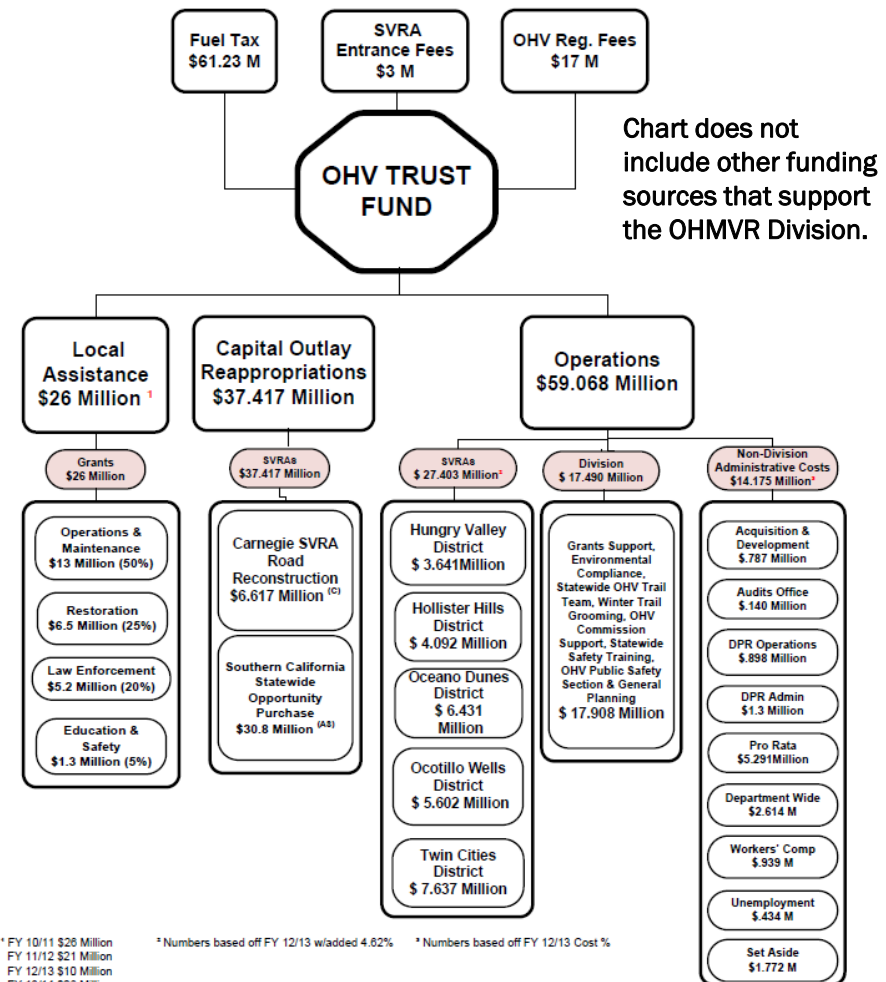 Fuel Tax
$61.23 M
SVRA
Entrance Fees
$3 M
OHV Reg. Fees
$17 M
Chart does not
include other funding
sources that support
the OHMVR Division.
OHV TRUST
FUND
Local
Assistance
$26 Million ¹
Capital Outlay
Reappropriations
$37.417 Million
Operations
$59.068 Million
Grants
$26 Million
SVRAs
$37.417 Million
SVRAs
$ 27.403 Million²
Division
$ 17.490 Million
Non-Division
Administrative Costs
$14.175 Million³
Operations &
Maintenance
$13 Million (50%)
Restoration
$6.5 Million (25%)
Law Enforcement
$5.2 Million (20%)
Education &
Safety
$1.3 Million (5%)
Carnegie SVRA
Road
Reconstruction
$6.617 Million (C)
Southern California
Statewide
Opportunity
Purchase
$30.8 Million (AS)
Hungry Valley
District
$ 3.641Million
Hollister Hills
District
$ 4.092 Million
Oceano Dunes
District
$ 6.431
Million
Ocotillo Wells
District
$ 5.602 Million
Twin Cities
District
$ 7.637 Million
Grants Support,
Environmental
Compliance,
Statewide OHV Trail
Team, Winter Trail
Grooming, OHV
Commission
Support, Statewide
Safety Training,
OHV Public Safety
Section & General
Planning
$ 17.908 Million
Acquisition &
Development
$.787 Million
Audits Office
$.140 Million
DPR Operations
$.898 Million
DPR Admin
$1.3 Million
Pro Rata
$5.291Million
Department Wide
$2.614 M
Workers' Comp
$.939 M
Unemployment
$.434 M
Set Aside
$1.772 M
¹ FY 10/11 $26 Million
FY 11/12 $21 Million
FY 12/13 $10 Million
² Numbers based off FY 12/13 w/added 4.62%
³ Numbers based off FY 12/13 Cost %